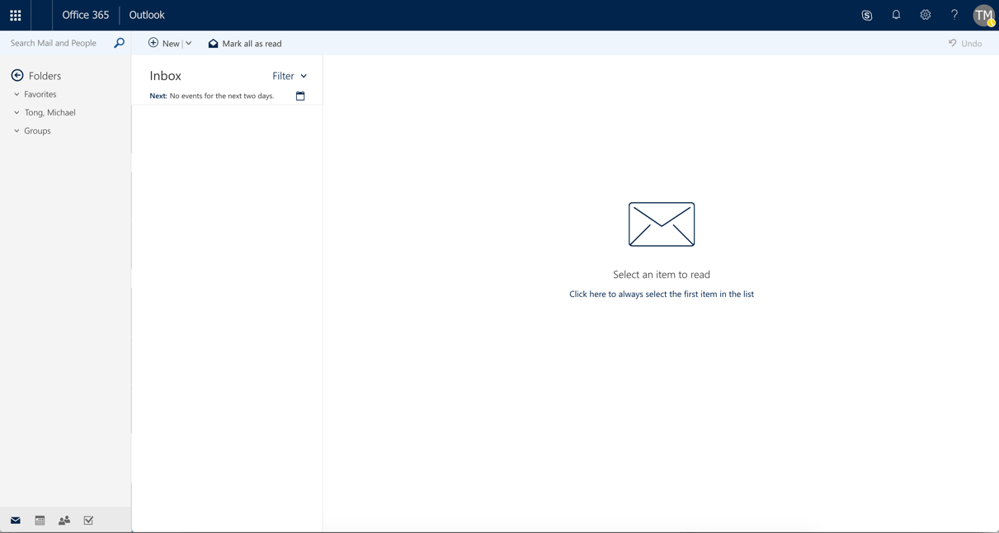 Office 365 Outlook TM
Search Mail and People New Mark all as read Undo
Folders
Favorites
Tong, Michael
Groups
Inbox Filter
Next: No events for the next two days.
Select an item to read
Click here to always select the first item in the list